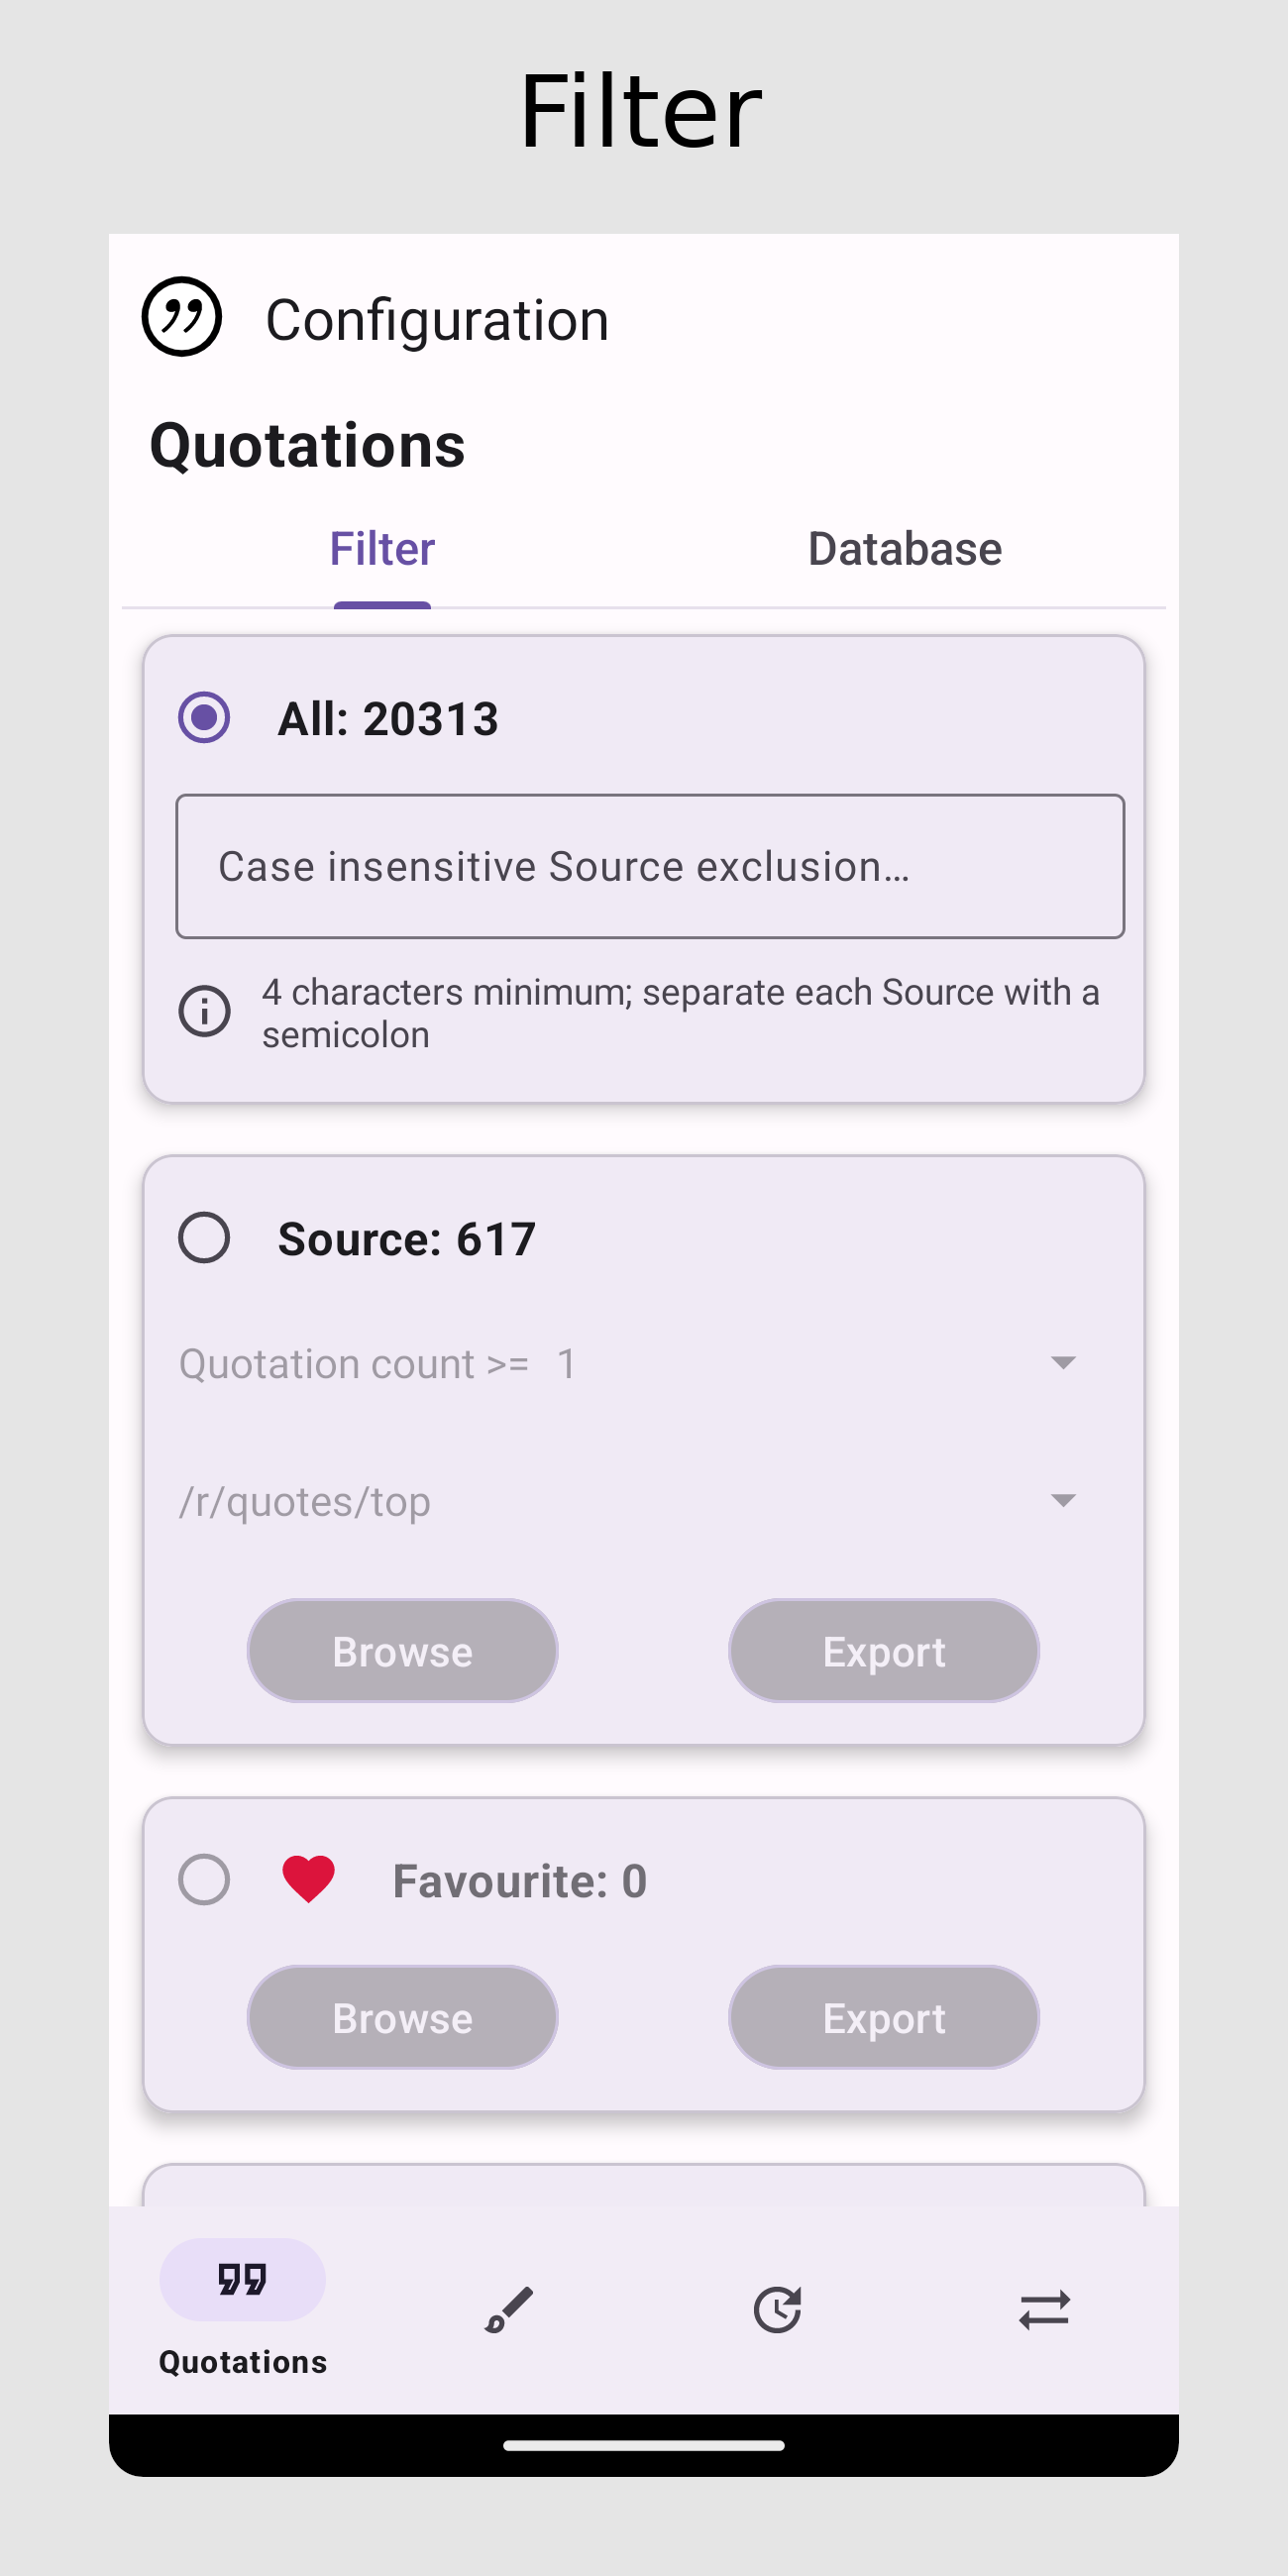 Filter
Configuration
Quotations
Filter
Database
All: 20313
Case insensitive Source exclusion…
4 characters minimum; separate each Source with a
semicolon
Source: 617
Quotation count >= 1
/r/quotes/top
Browse
Export
Favourite: 0
Browse
Export
Quotations